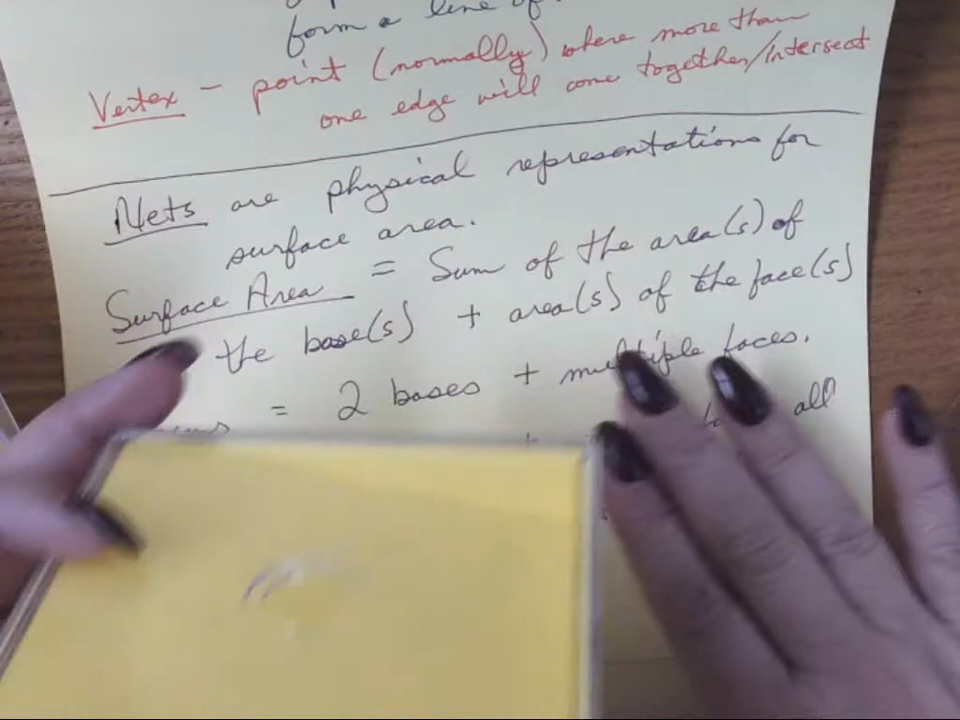 form a line of
Vertex - point (normally) where more than
one edge will come together/intersect
Nets are physical representations for
surface area.
Surface Area = Sum of the area(s) of
the base(s) + area(s) of the face(s)
= 2 bases + multiple faces.
all